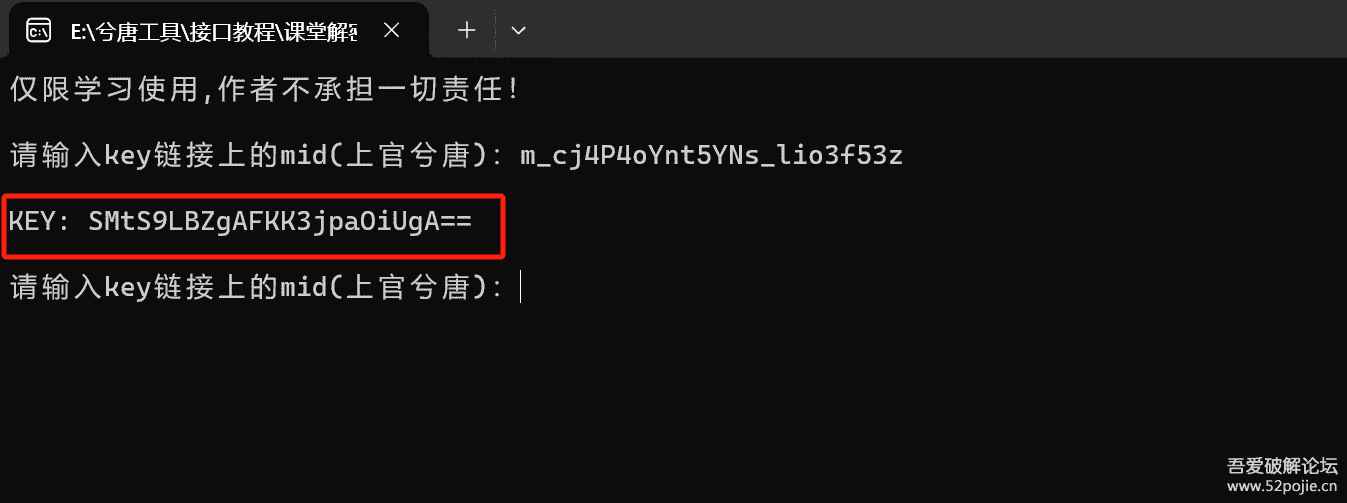 E:\兮唐工具\接口教程\课堂解密
仅限学习使用,作者不承担一切责任!
请输入key链接上的mid(上官兮唐): m_cj4P4oYnt5YNs_lio3f53z
KEY: SMtS9LBZgAFKK3jpaOiUgA==
请输入key链接上的mid(上官兮唐):
吾爱破解论坛
www.52pojie.cn